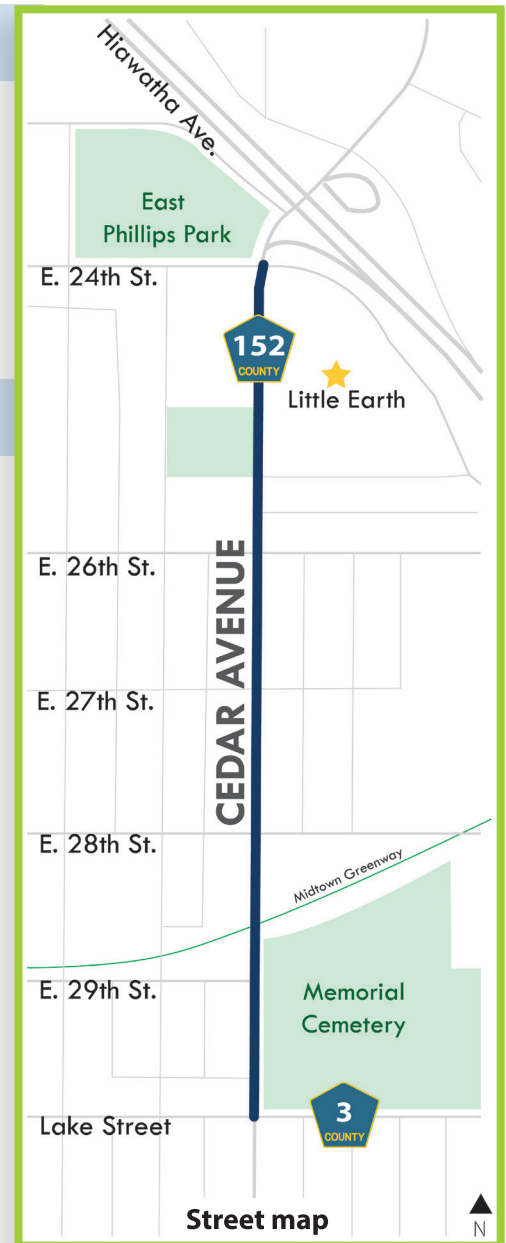 Hiawatha Ave.
East
Phillips Park
E. 24th St.
152
COUNTY
Little Earth
E. 26th St.
CEDAR AVENUE
E. 27th St.
E. 28th St.
Midtown Greenway
E. 29th St.
Memorial
Cemetery
3
COUNTY
Lake Street
Street map
N